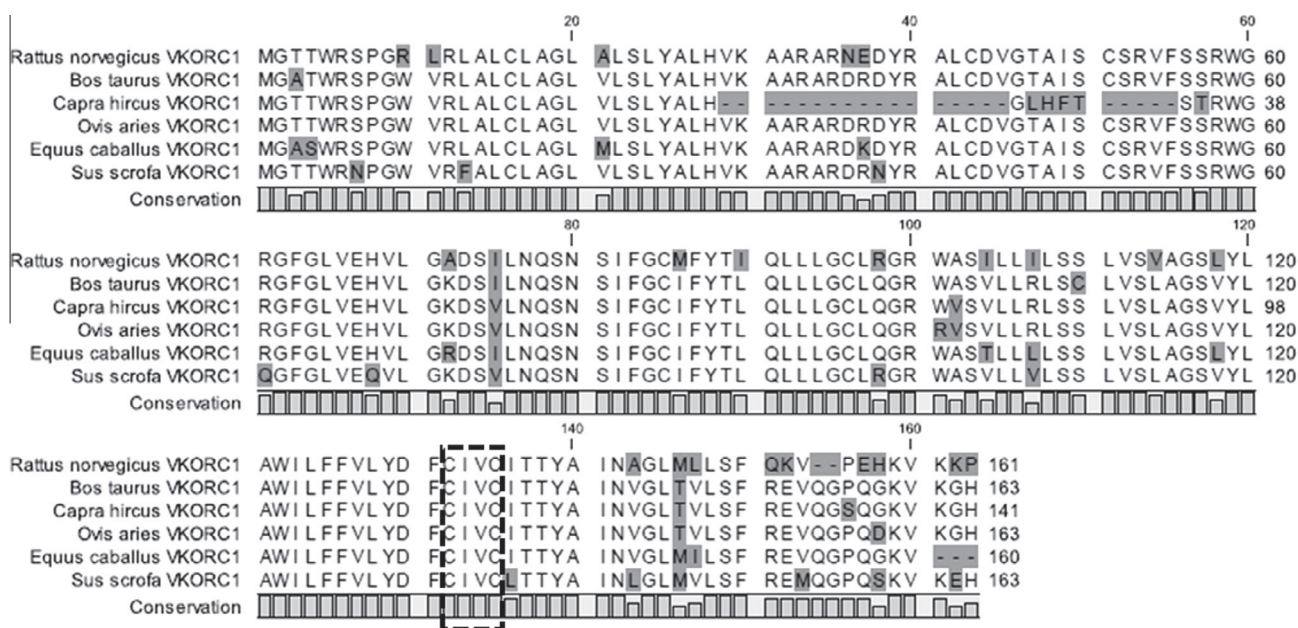 20 40 60
Rattus norvegicus VKORC1 MGTTWRSPGR LRLALCLAGL ALSLYALHVK AARARNEDYR ALCDVGTAIS CSRVFSSRWG 60
Bos taurus VKORC1 MGATWRSPGW VRLALCLAGL VLSLYALHVK AARARDRDYR ALCDVGTAIS CSRVFSSRWG 60
Capra hircus VKORC1 MGTTWRSPGW VRLALCLAGL VLSLYALH-- ---------- -----GLHFT -----STRWG 38
Ovis aries VKORC1 MGTTWRSPGW VRLALCLAGL VLSLYALHVK AARARDRDYR ALCDVGTAIS CSRVFSSRWG 60
Equus caballus VKORC1 MGASWRSPGW VRLALCLAGL MLSLYALHVK AARARDKDYR ALCDVGTAIS CSRVFSSRWG 60
Sus scrofa VKORC1 MGTTWRNPGW VRFALCLAGL VLSLYALHVK AARARDRNYR ALCDVGTAIS CSRVFSSRWG 60
Conservation
80 100 120
Rattus norvegicus VKORC1 RGFGLVEHVL GADSILNQSN SIFGCMFYTI QLLLGCLRGR WASILLILSS LVSVAGSLYL 120
Bos taurus VKORC1 RGFGLVEHVL GKDSILNQSN SIFGCIFYTL QLLLGCLQGR WASVLLRLSC LVSLAGSVYL 120
Capra hircus VKORC1 RGFGLVEHVL GKDSVLNQSN SIFGCIFYTL QLLLGCLQGR WVSVLLRLSS LVSLAGSVYL 98
Ovis aries VKORC1 RGFGLVEHVL GKDSVLNQSN SIFGCIFYTL QLLLGCLQGR RVSVLLRLSS LVSLAGSVYL 120
Equus caballus VKORC1 RGFGLVEHVL GRDSILNQSN SIFGCIFYTL QLLLGCLQGR WASTLLLLSS LVSLAGSLYL 120
Sus scrofa VKORC1 QGFGLVEQVL GKDSVLNQSN SIFGCIFYTL QLLLGCLRGR WASVLLVLSS LVSLAGSVYL 120
Conservation
140 160
Rattus norvegicus VKORC1 AWILFFVLYD FCIVCITTYA INAGLMLLSF QKV--PEHKV KKP 161
Bos taurus VKORC1 AWILFFVLYD FCIVCITTYA INVGLTVLSF REVQGPQGKV KGH 163
Capra hircus VKORC1 AWILFFVLYD FCIVCITTYA INVGLTVLSF REVQGSQGKV KGH 141
Ovis aries VKORC1 AWILFFVLYD FCIVCITTYA INVGLTVLSF REVQGPQDKV KGH 163
Equus caballus VKORC1 AWILFFVLYD FCIVCITTYA INVGLMILSF REVQGPQGKV --- 160
Sus scrofa VKORC1 AWILFFVLYD FCIVCLTTYA INLGLMVLSF REMQGPQSKV KEH 163
Conservation